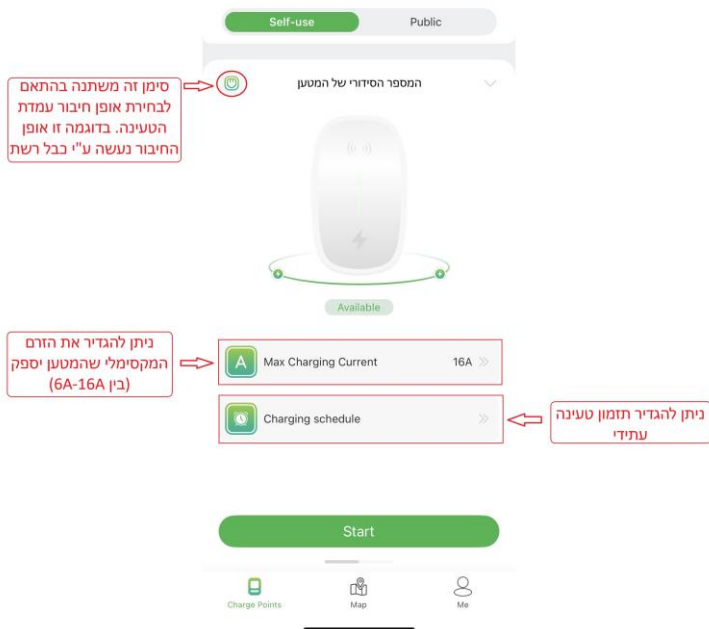 Self-use
Public
סימן זה משתנה בהתאם
לבחירת אופן חיבור עמדת
הטעינה. בדוגמה זו אופן
החיבור נעשה ע"י כבל רשת
המספר הסידורי של המטען
Available
ניתן להגדיר את הזרם
המקסימלי שהמטען יספק
(בין 6A-16A)
Max Charging Current
16A
Charging schedule
ניתן להגדיר תזמון טעינה
עתידי
Start
Charge Points
Map
Me